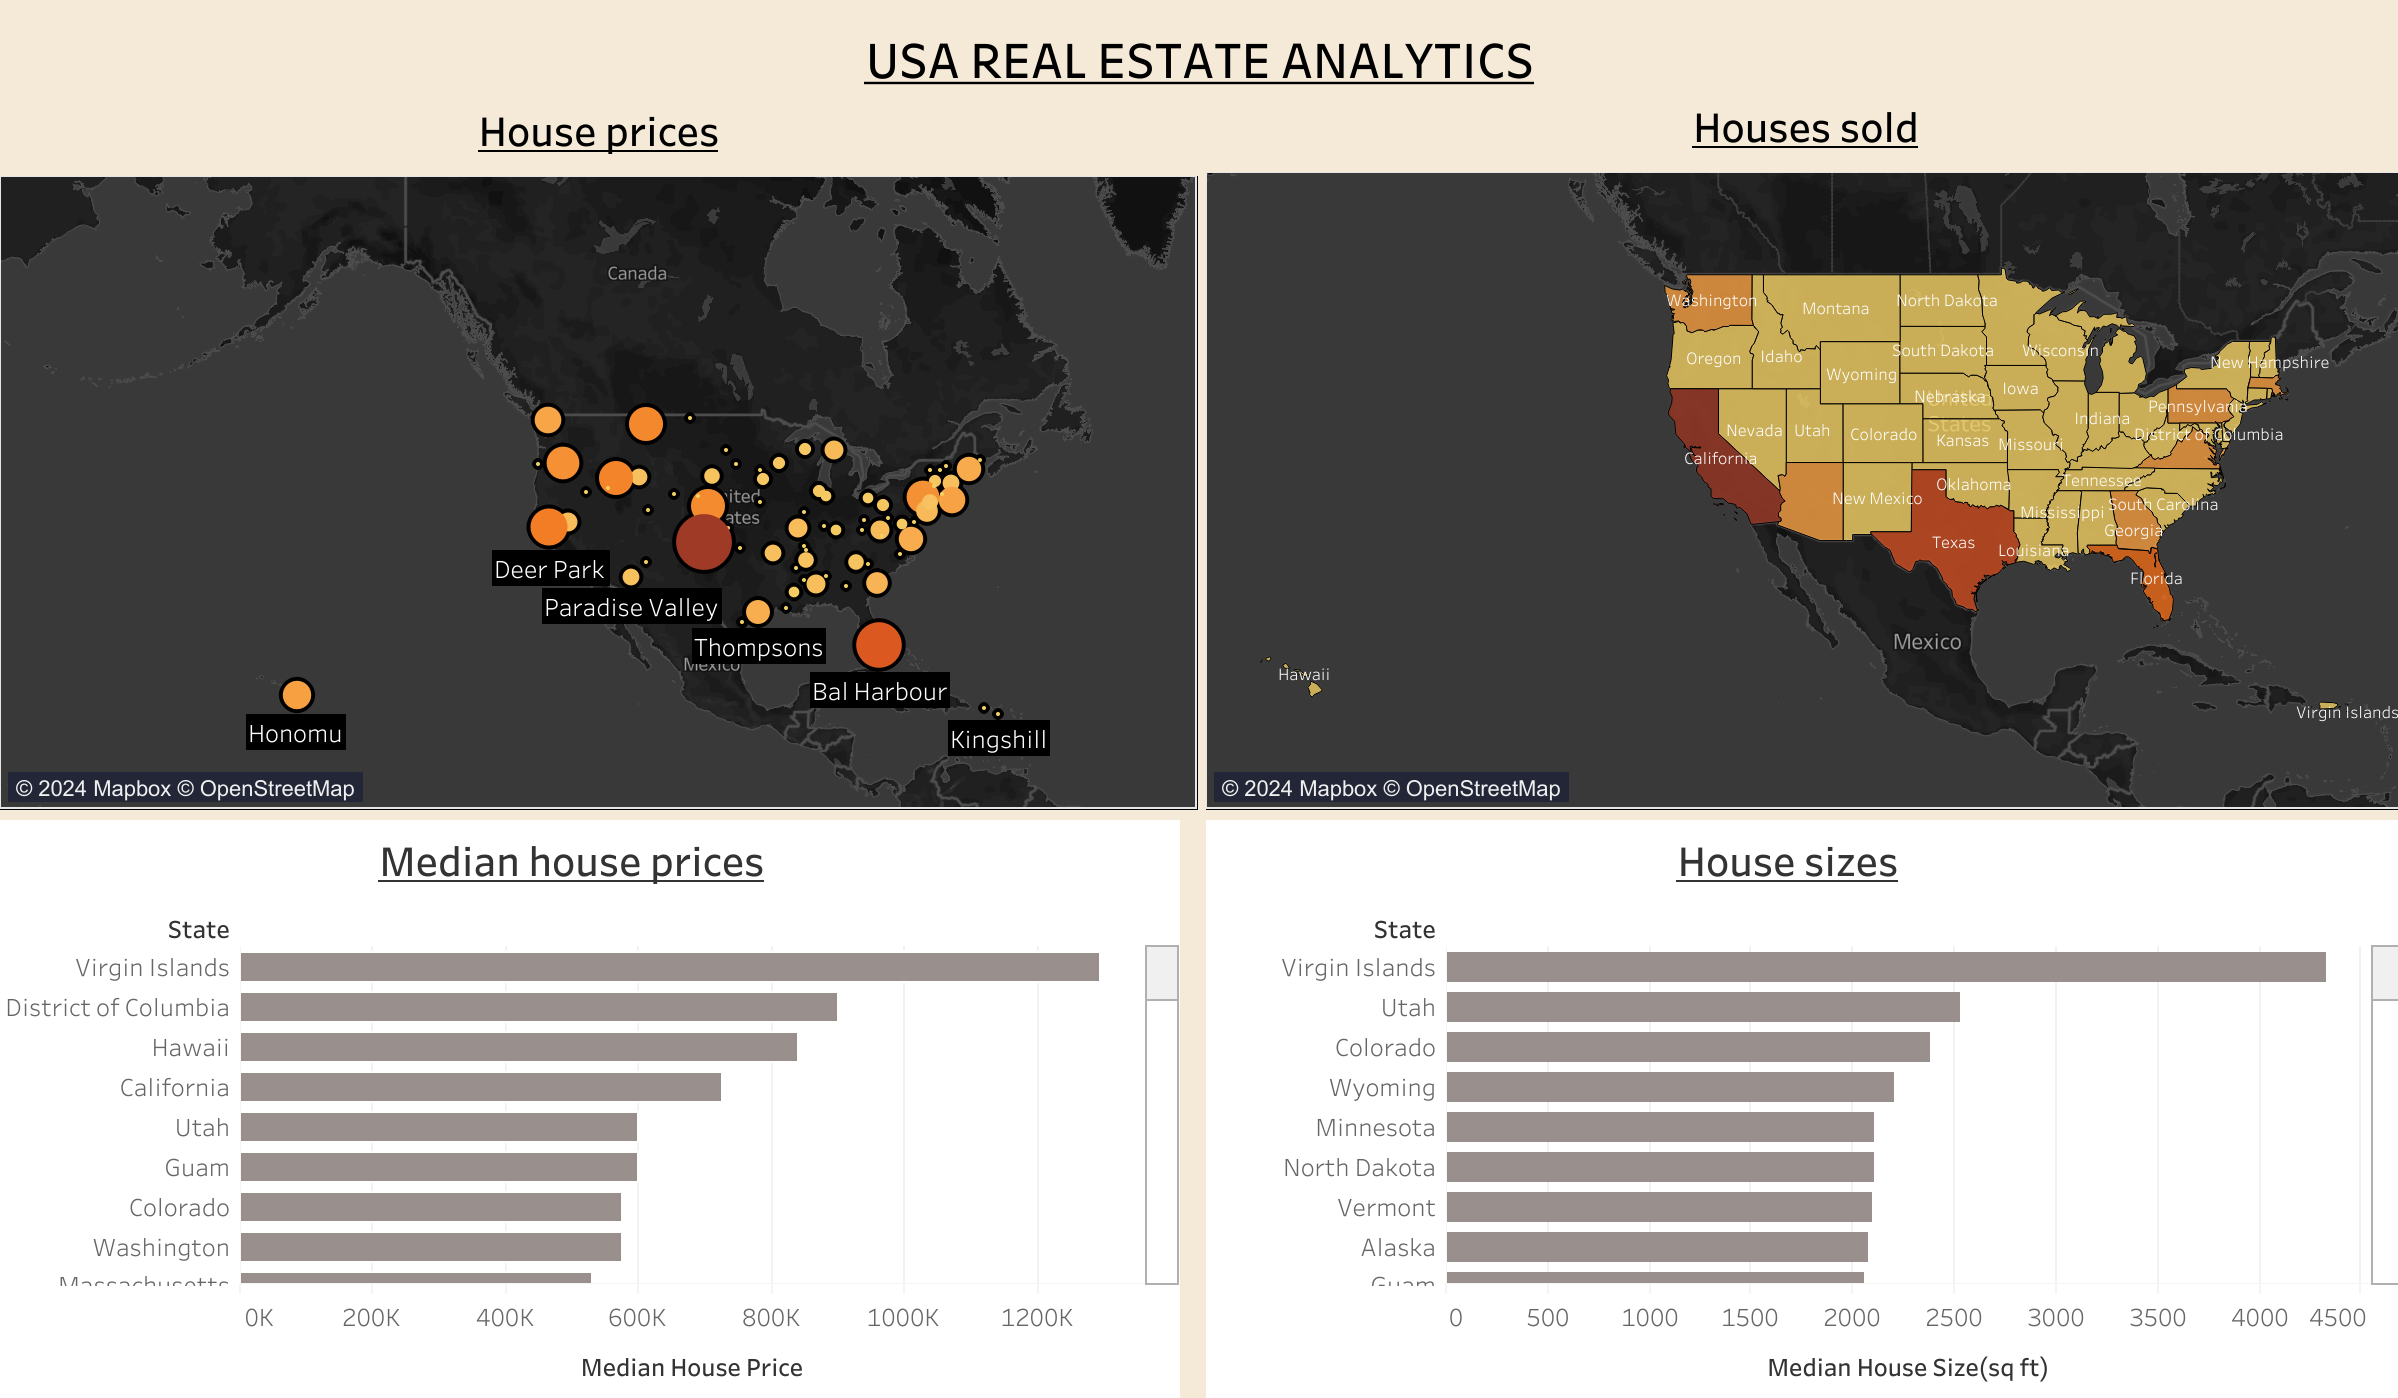 USA REAL ESTATE ANALYTICS
House prices
Houses sold
Canada
Deer Park
Paradise Valley
Thompsons
Mexico
Bal Harbour
Honomu
Kingshill
© 2024 Mapbox © OpenStreetMap
Washington
Montana
North Dakota
Oregon
Idaho
South Dakota
Wisconsin
New Hampshire
Wyoming
Nebraska
Iowa
Pennsylvania
United
States
Nevada
Utah
Colorado
Kansas
Missouri
Indiana
District of Columbia
California
New Mexico
Oklahoma
Tennessee
Mississippi
South Carolina
Georgia
Texas
Louisiana
Florida
Mexico
Hawaii
Virgin Islands
© 2024 Mapbox © OpenStreetMap
Median house prices
State
Virgin Islands
District of Columbia
Hawaii
California
Utah
Guam
Colorado
Washington
Massachusetts
0K 200K 400K 600K 800K 1000K 1200K
Median House Price
House sizes
State
Virgin Islands
Utah
Colorado
Wyoming
Minnesota
North Dakota
Vermont
Alaska
Guam
0 500 1000 1500 2000 2500 3000 3500 4000 4500
Median House Size(sq ft)